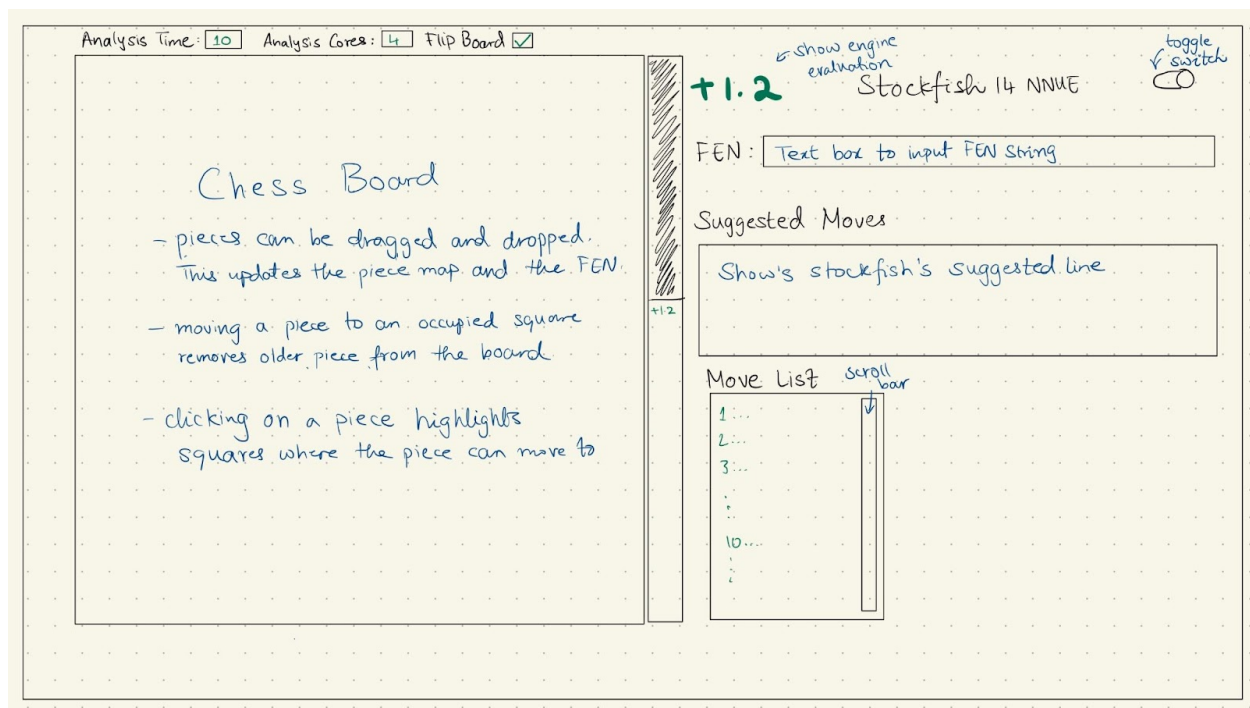 Analysis Time: 10 Analysis Cores: 4 Flip Board
Chess Board
- pieces can be dragged and dropped.
This updates the piece map and the FEN.
- moving a piece to an occupied square
removes older piece from the board
- clicking on a piece highlights
squares where the piece can move to
+1.2
+1.2
show engine
evaluation
Stockfish 14 NNUE
toggle
switch
FEN: Text box to input FEN string
Suggested Moves
Show's stockfish's suggested line
Move List
scroll
bar
1...
2...
3...
10...